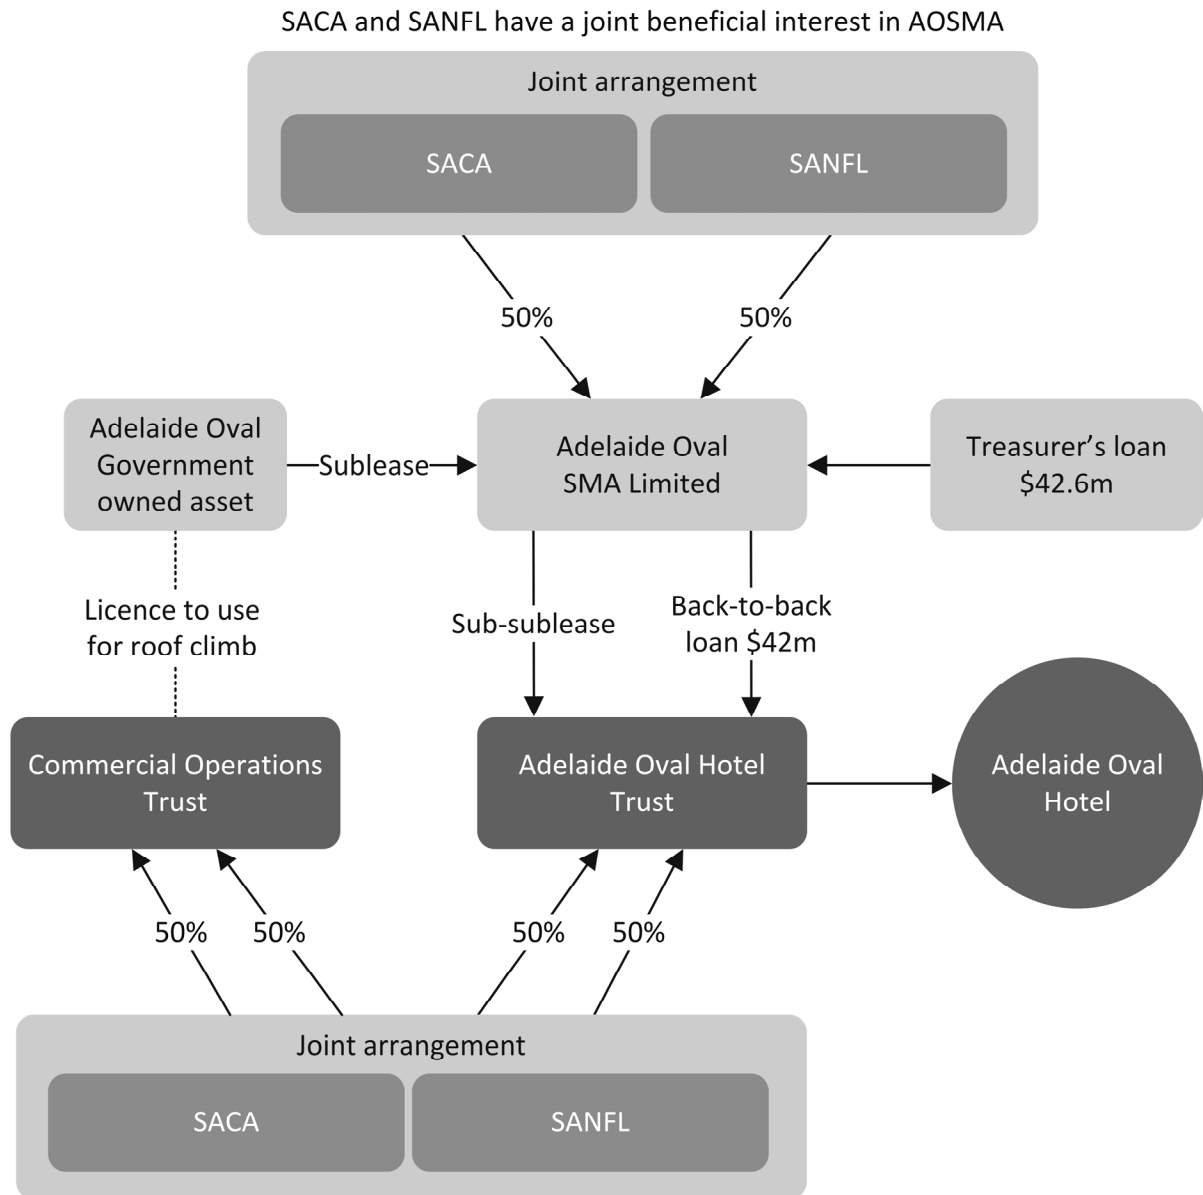 SACA and SANFL have a joint beneficial interest in AOSMA
Joint arrangement
SACA
SANFL
50%
50%
Adelaide Oval
Government
owned asset
Sublease
Adelaide Oval
SMA Limited
Treasurer’s loan
$42.6m
Licence to use
for roof climb
Sub-sublease
Back-to-back
loan $42m
Commercial Operations
Trust
Adelaide Oval Hotel
Trust
Adelaide Oval
Hotel
50%
50%
50%
50%
Joint arrangement
SACA
SANFL